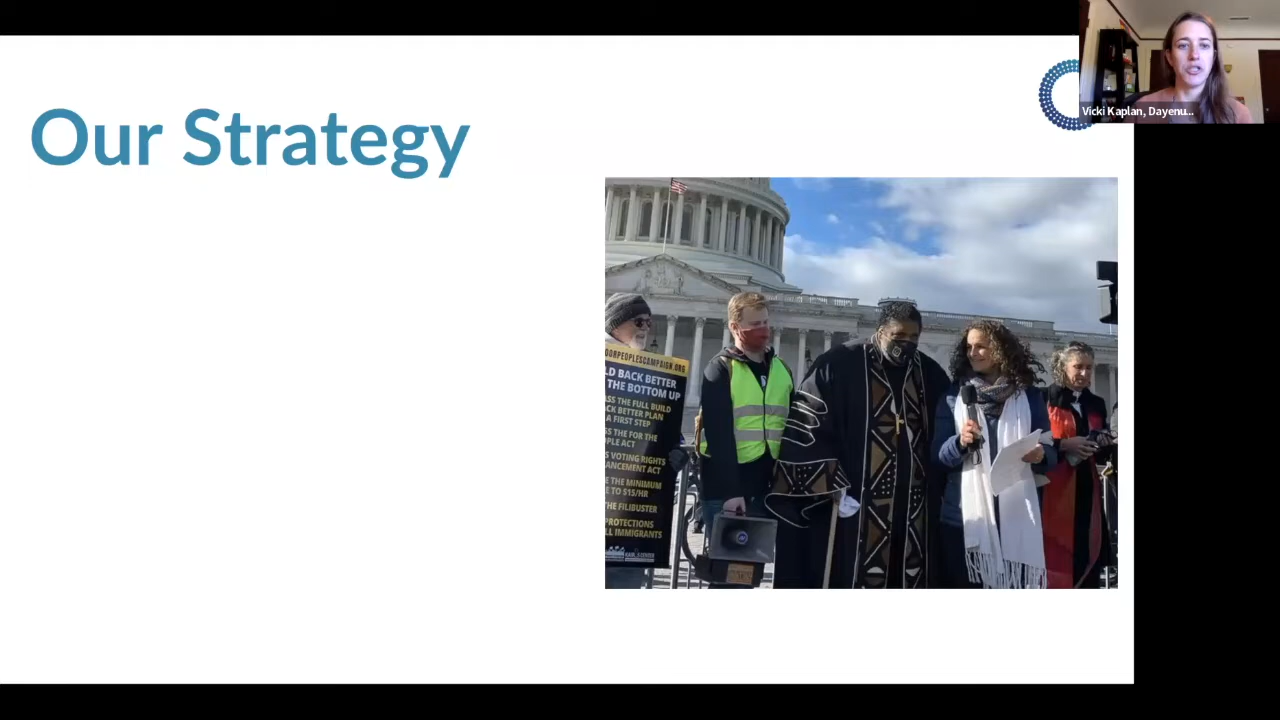 Our Strategy
Vicki Kaplan, Dayenu...
OORPEOPLESCAMPAIGN.ORG
LD BACK BETTER
THE BOTTOM UP
ASS THE FULL BUILD
CK BETTER PLAN
A FIRST STEP
SS THE FOR THE
OPLE ACT
S VOTING RIGHTS
ANCEMENT ACT
E THE MINIMUM
E TO $15/HR
THE FILIBUSTER
PROTECTIONS
LL IMMIGRANTS